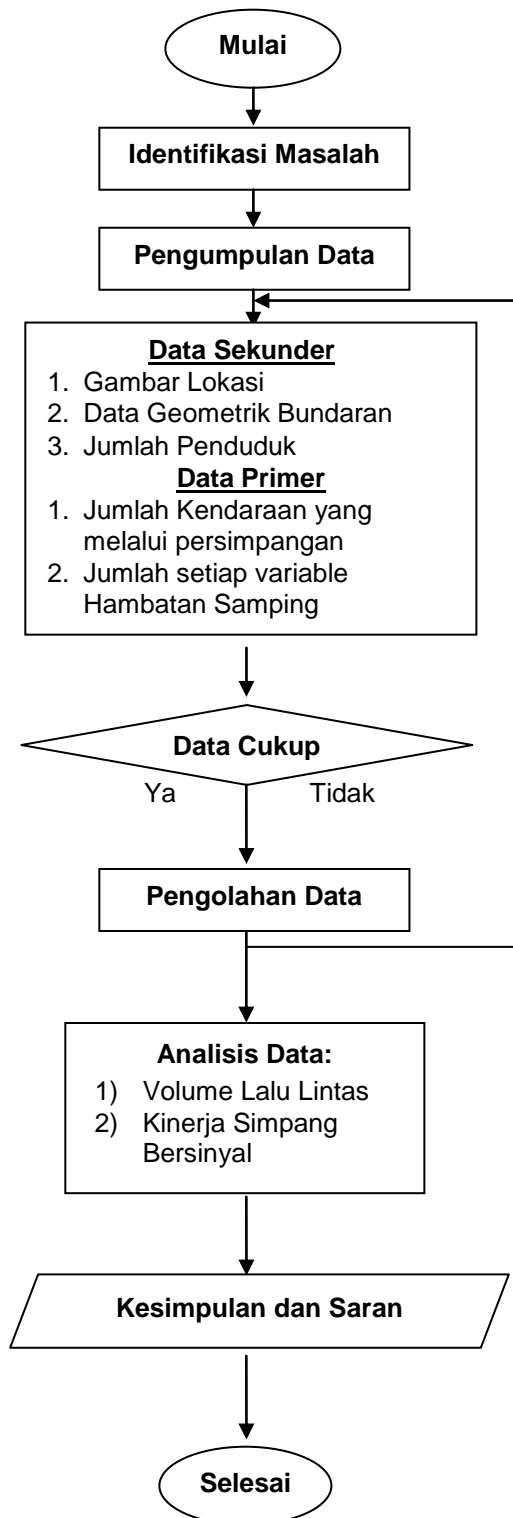 Mulai
Identifikasi Masalah
Pengumpulan Data
Data Sekunder
1. Gambar Lokasi
2. Data Geometrik Bundaran
3. Jumlah Penduduk
Data Primer
1. Jumlah Kendaraan yang
melalui persimpangan
2. Jumlah setiap variable
Hambatan Samping
Data Cukup
Ya Tidak
Pengolahan Data
Analisis Data:
1) Volume Lalu Lintas
2) Kinerja Simpang
Bersinyal
Kesimpulan dan Saran
Selesai